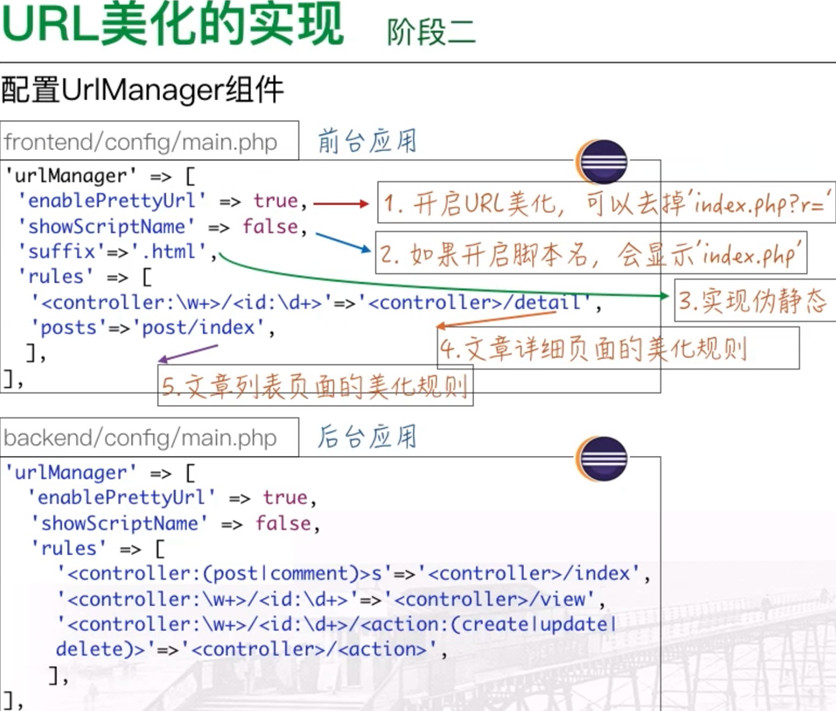 URL美化的实现 阶段二
配置UrlManager组件
frontend/config/main.php 前台应用
'urlManager' => [
'enablePrettyUrl' => true,
1. 开启URL美化，可以去掉'index.php?r='
'showScriptName' => false,
2. 如果开启脚本名，会显示'index.php'
'suffix'=>'.html',
'rules' => [
'<controller:\w+>/<id:\d+>'=>'<controller>/detail',
3.实现伪静态
'posts'=>'post/index',
4.文章详细页面的美化规则
],
5.文章列表页面的美化规则
],
backend/config/main.php 后台应用
'urlManager' => [
'enablePrettyUrl' => true,
'showScriptName' => false,
'rules' => [
'<controller:(post|comment)>s'=>'<controller>/index',
'<controller:\w+>/<id:\d+>'=>'<controller>/view',
'<controller:\w+>/<id:\d+>/<action:(create|update|
delete)>'=>'<controller>/<action>',
],
],